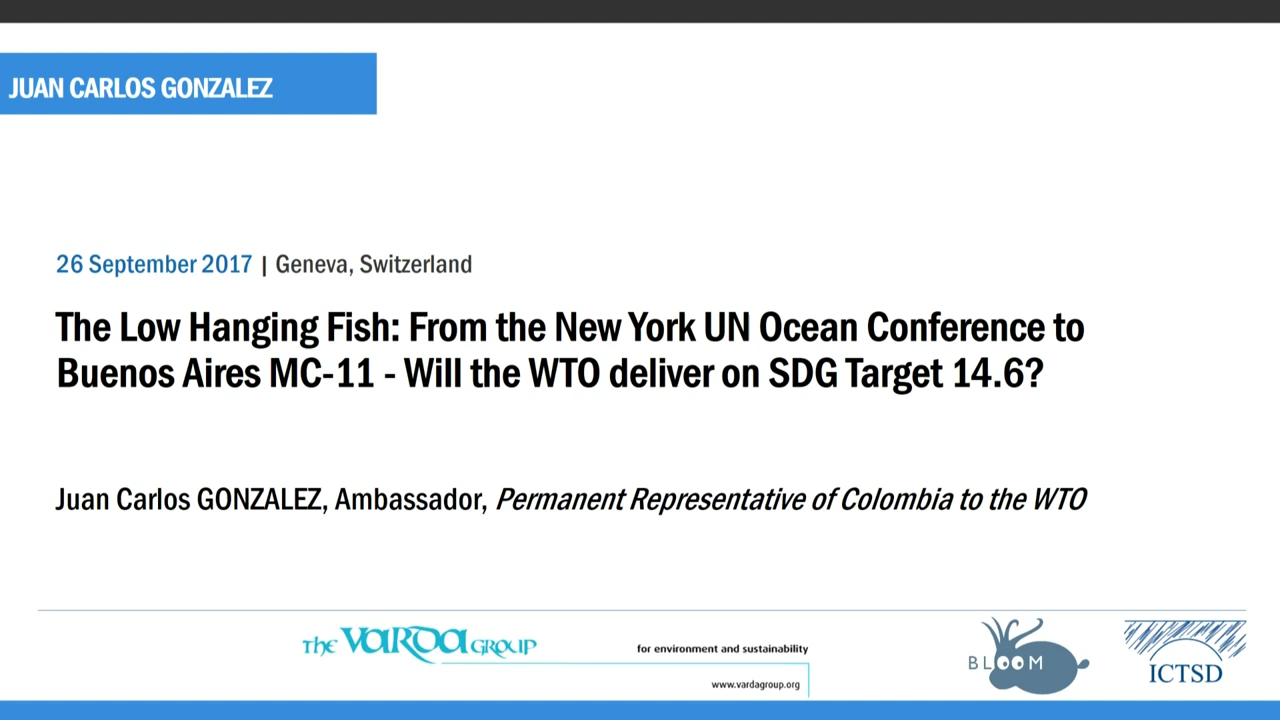 JUAN CARLOS GONZALEZ
26 September 2017 | Geneva, Switzerland
The Low Hanging Fish: From the New York UN Ocean Conference to
Buenos Aires MC-11 - Will the WTO deliver on SDG Target 14.6?
Juan Carlos GONZALEZ, Ambassador, Permanent Representative of Colombia to the WTO
THE VARDA GROUP
for environment and sustainability
www.vardagroup.org
BLOOM
ICTSD